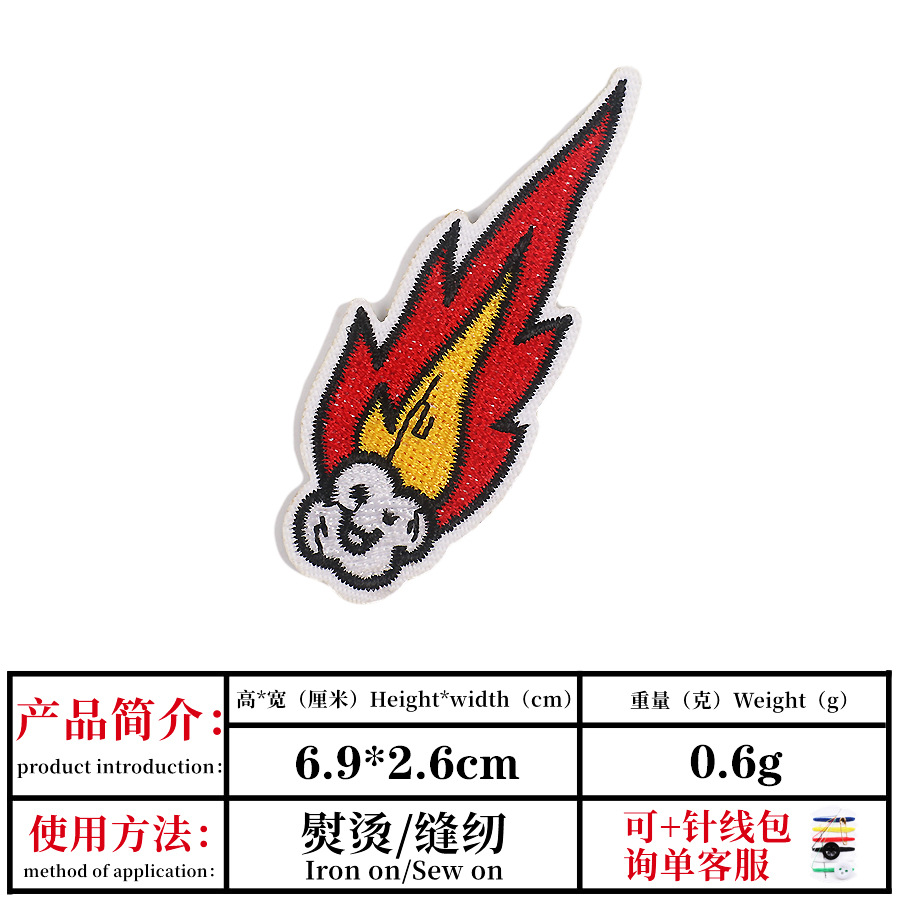 产品简介：
product introduction：
高*宽（厘米）Height*width（cm）
重量（克）Weight（g）
6.9*2.6cm
0.6g
使用方法：
method of application：
熨烫/缝纫
Iron on/Sew on
可+针线包
询单客服